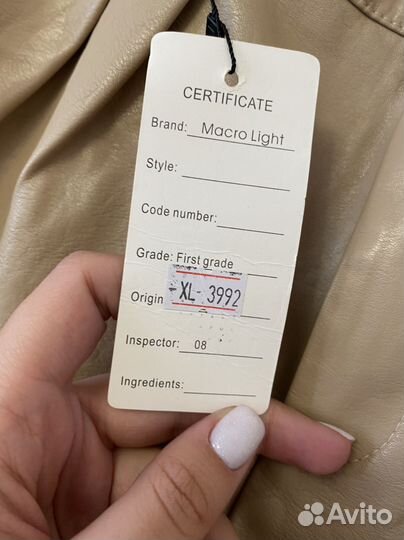 CERTIFICATE
Brand: Macro Light
Style:
Code number:
Grade: First grade
Origin
-XL- 3992
Inspector: 08
Ingredients:
Avito